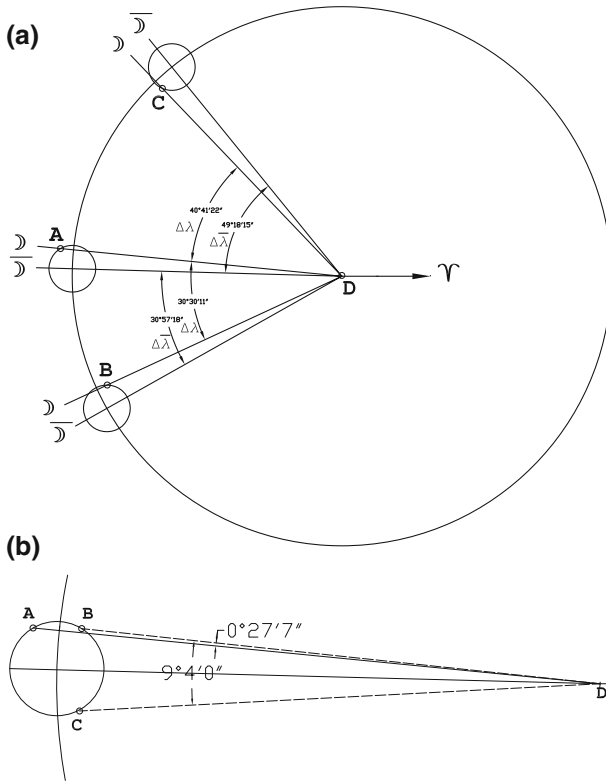 (a)
☽̅
☽
C
40°41'22"
Δλ
49°18'15"
Δλ̅
A
☽
☽̅
D
♈
30°30'11"
Δλ
30°57'18"
Δλ̅
B
☽
☽̅
(b)
A
B
0°27'7"
9°4'0"
C
D